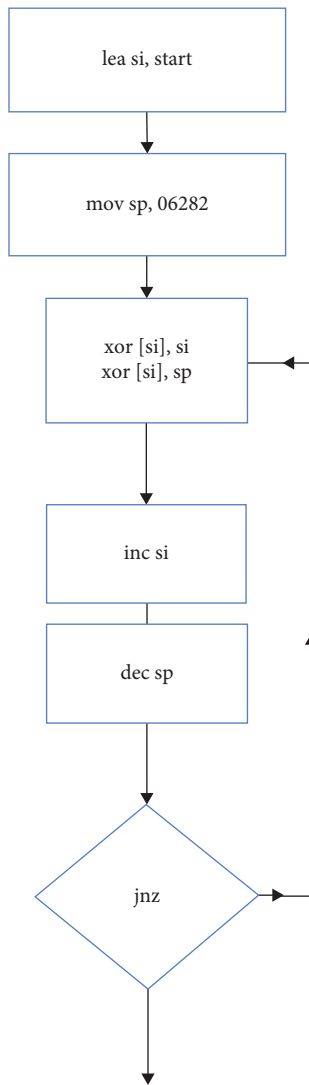 lea si, start
mov sp, 06282
xor [si], si
xor [si], sp
inc si
dec sp
jnz